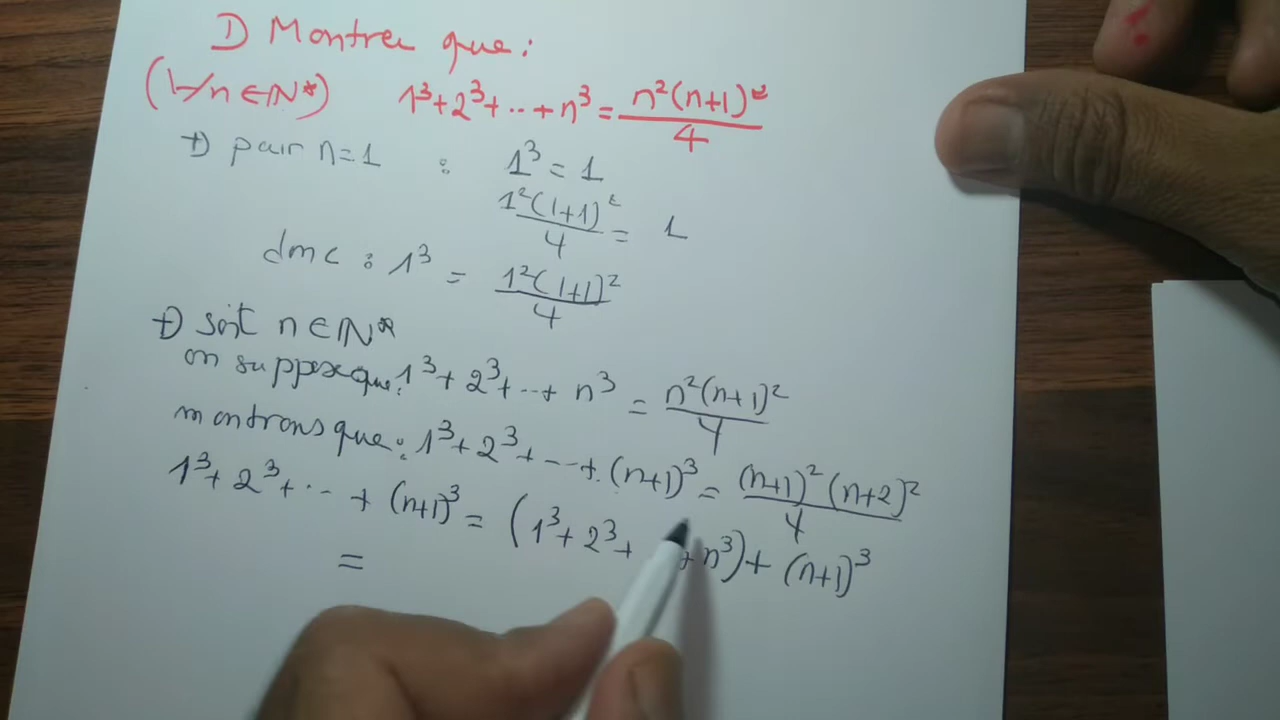 1) Montrer que :
(∀n∈ℕ*) 1³+2³+...+n³ = n²(n+1)²/4
+) pair n=1 : 1³ = 1
1²(1+1)²/4 = 1
donc : 1³ = 1²(1+1)²/4
+) soit n∈ℕ*
on suppose que : 1³+2³+...+n³ = n²(n+1)²/4
montrons que : 1³+2³+...+(n+1)³ = (n+1)²(n+2)²/4
1³+2³+...+(n+1)³ = (1³+2³+ +n³)+(n+1)³
=